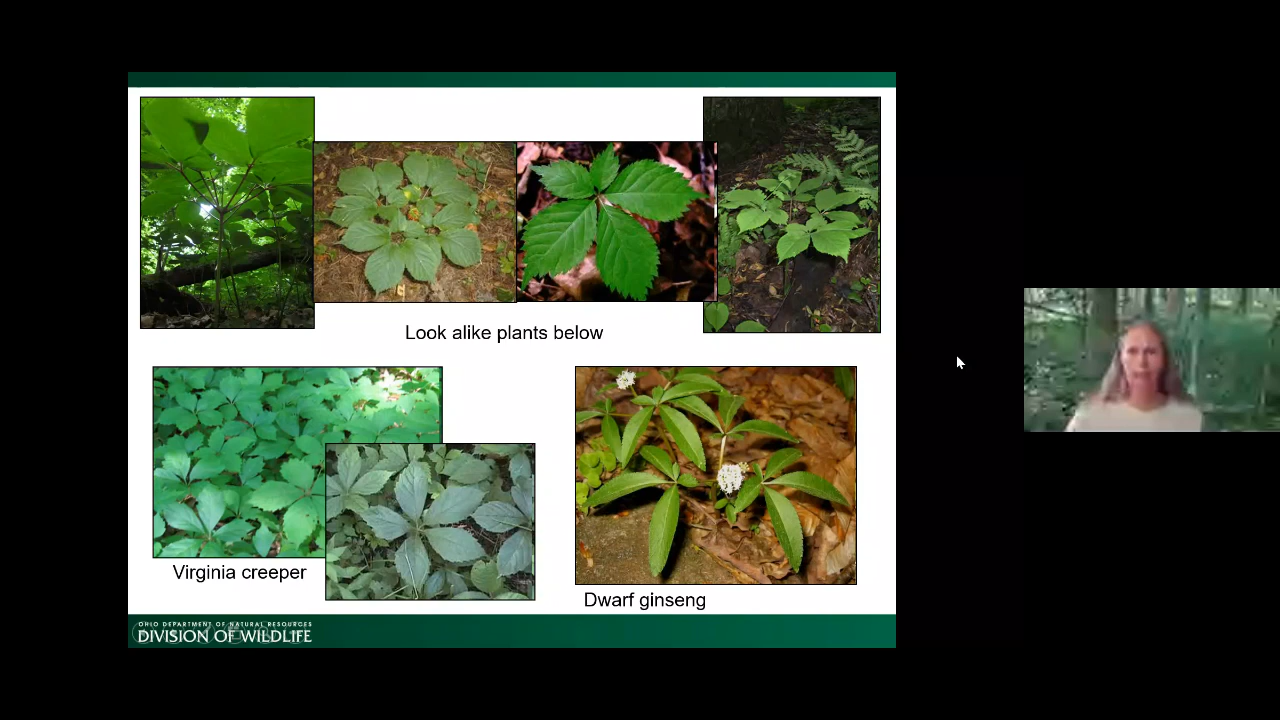 Look alike plants below
Virginia creeper
Dwarf ginseng
OHIO DEPARTMENT OF NATURAL RESOURCES
DIVISION OF WILDLIFE